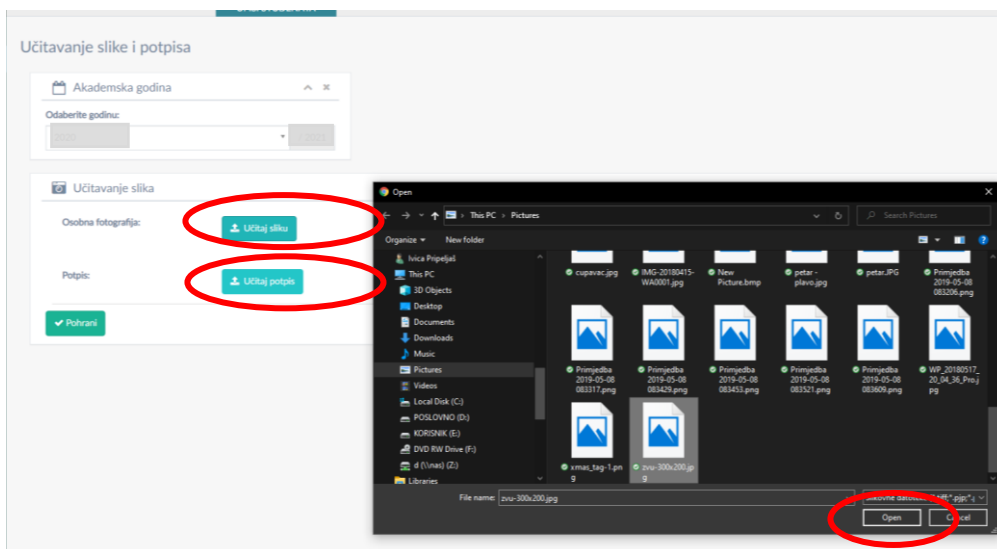 Učitavanje slike i potpisa
Akademska godina
Odaberite godinu:
Učitavanje slika
Osobna fotografija:
Učitaj sliku
Potpis:
Učitaj potpis
Pohrani
Open
This PC › Pictures
Search Pictures
Organize
New folder
Ivica Pripeljaš
This PC
3D Objects
Desktop
Documents
Downloads
Music
Pictures
Videos
Local Disk (C:)
POSLOVNO (D:)
KORISNIK (E:)
DVD RW Drive (F:)
d (\\nas) (Z:)
Libraries
cupavac.jpg
IMG-20180415-
WA0001.jpg
New
Picture.bmp
petar -
plavo.jpg
petar.JPG
Primjedba
2019-05-08
083206.png
Primjedba
2019-05-08
083317.png
Primjedba
2019-05-08
083429.png
Primjedba
2019-05-08
083453.png
Primjedba
2019-05-08
083521.png
Primjedba
2019-05-08
083609.png
WP_20180517_
20_04_36_Pro.j
pg
xmas_tag-1.pn
g
zvu-300x200.jp
g
File name:
zvu-300x200.jpg
Open
Cancel